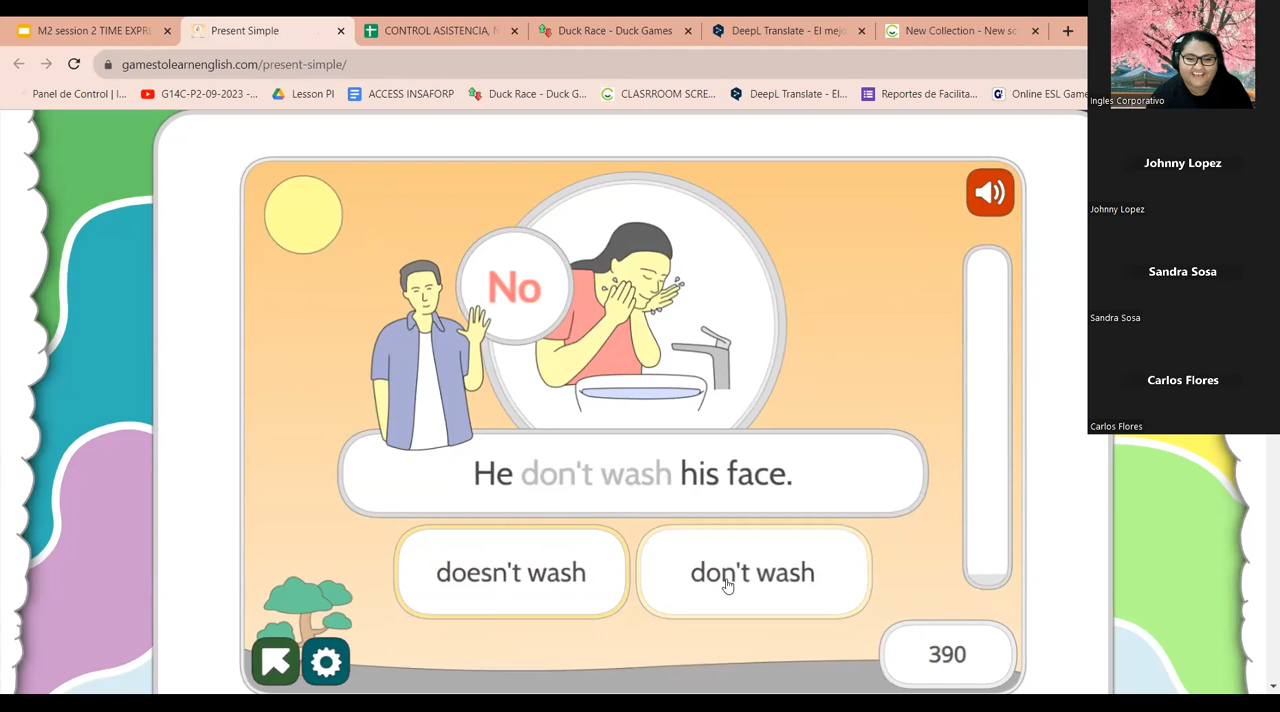 M2 session 2 TIME EXPRE
Present Simple
CONTROL ASISTENCIA, N
Duck Race - Duck Games
DeepL Translate - El mejo
New Collection - New sc
gamestolearnenglish.com/present-simple/
Panel de Control | I...
G14C-P2-09-2023 -...
Lesson Pl
ACCESS DESAFOR...
Duck Race - Duck G...
CLASRROOM SCRE...
DeepL Translate - El...
Reportes de Facilita...
Online ESL Game
Ingles Corporativo
Johnny Lopez
Johnny Lopez
Sandra Sosa
Sandra Sosa
Carlos Flores
Carlos Flores
No
He don't wash his face.
doesn't wash
don't wash
390